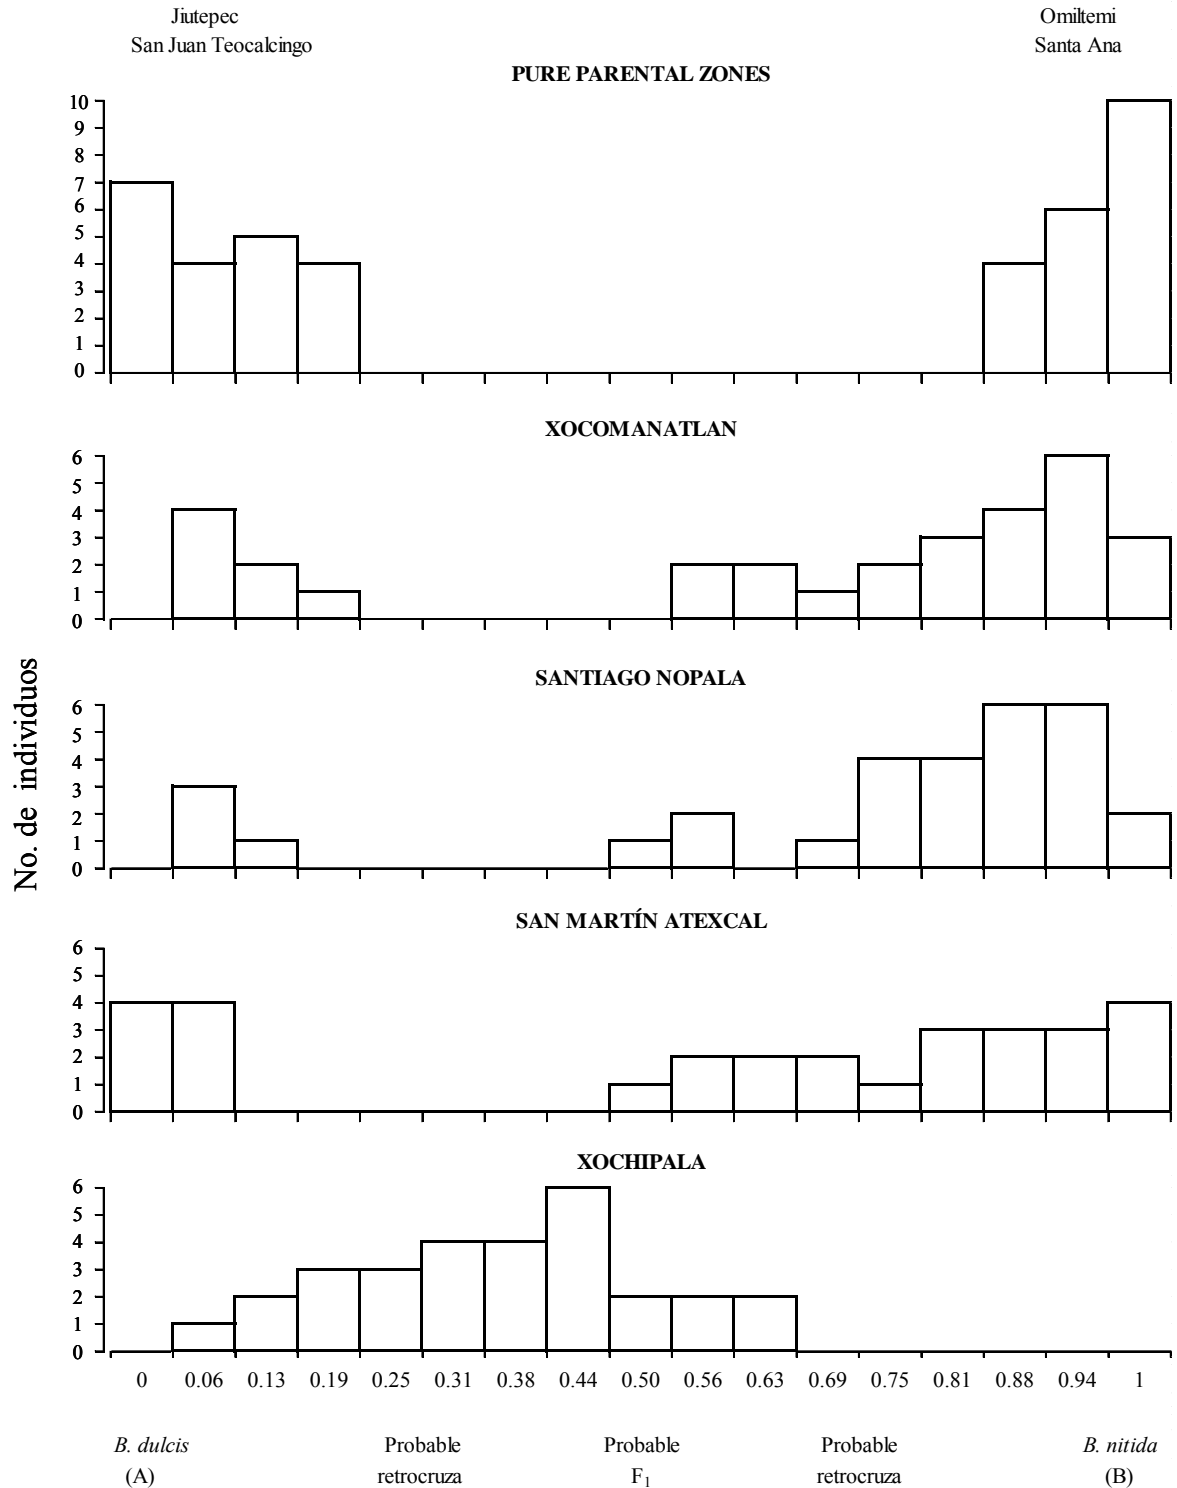 Jiutepec
San Juan Teocalcingo
Omiltemi
Santa Ana
PURE PARENTAL ZONES
10
9
8
7
6
5
4
3
2
1
0
XOCOMANATLAN
6
5
4
3
2
1
0
No. de individuos
SANTIAGO NOPALA
6
5
4
3
2
1
0
SAN MARTÍN ATEXCAL
6
5
4
3
2
1
0
XOCHIPALA
6
5
4
3
2
1
0
0 0.06 0.13 0.19 0.25 0.31 0.38 0.44 0.50 0.56 0.63 0.69 0.75 0.81 0.88 0.94 1
B. dulcis
(A)
Probable
retrocruza
Probable
F1
Probable
retrocruza
B. nitida
(B)